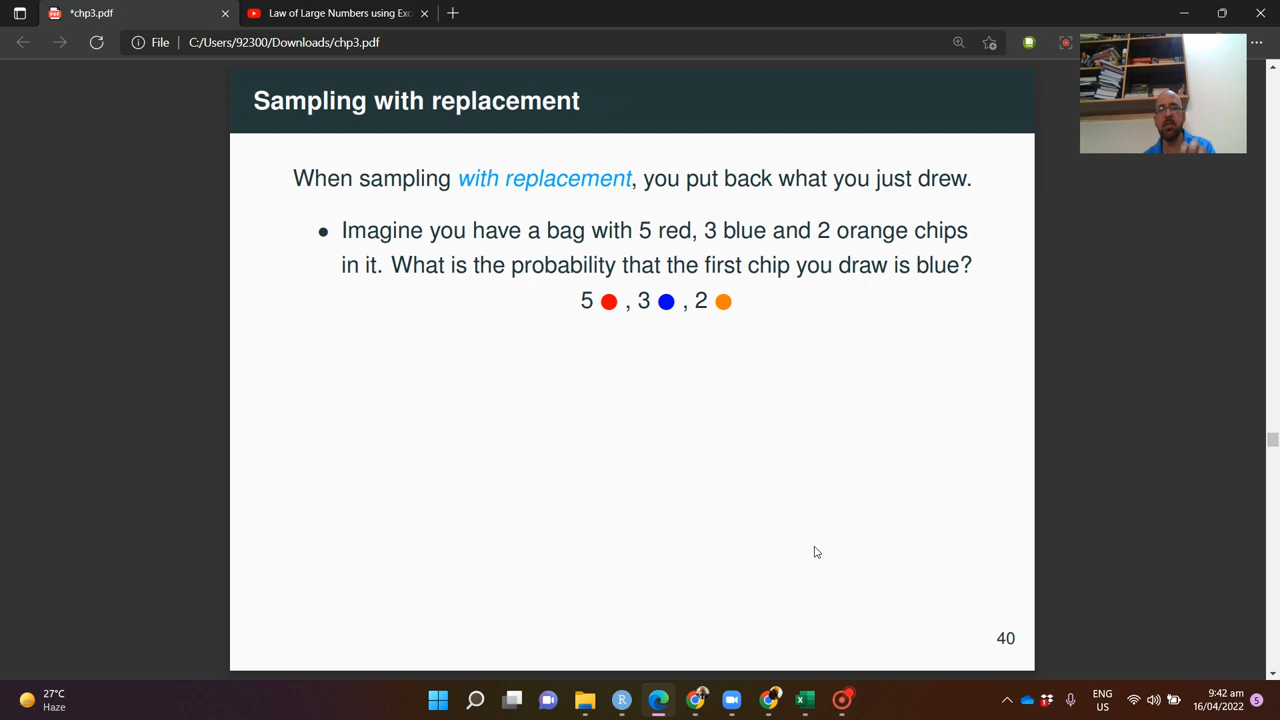 *chp3.pdf
Law of Large Numbers using Exc
File
C:/Users/92300/Downloads/chp3.pdf
Sampling with replacement
When sampling with replacement, you put back what you just drew.
• Imagine you have a bag with 5 red, 3 blue and 2 orange chips
in it. What is the probability that the first chip you draw is blue?
5 , 3 , 2
40
27°C
Haze
ENG
US
9:42 am
16/04/2022
5